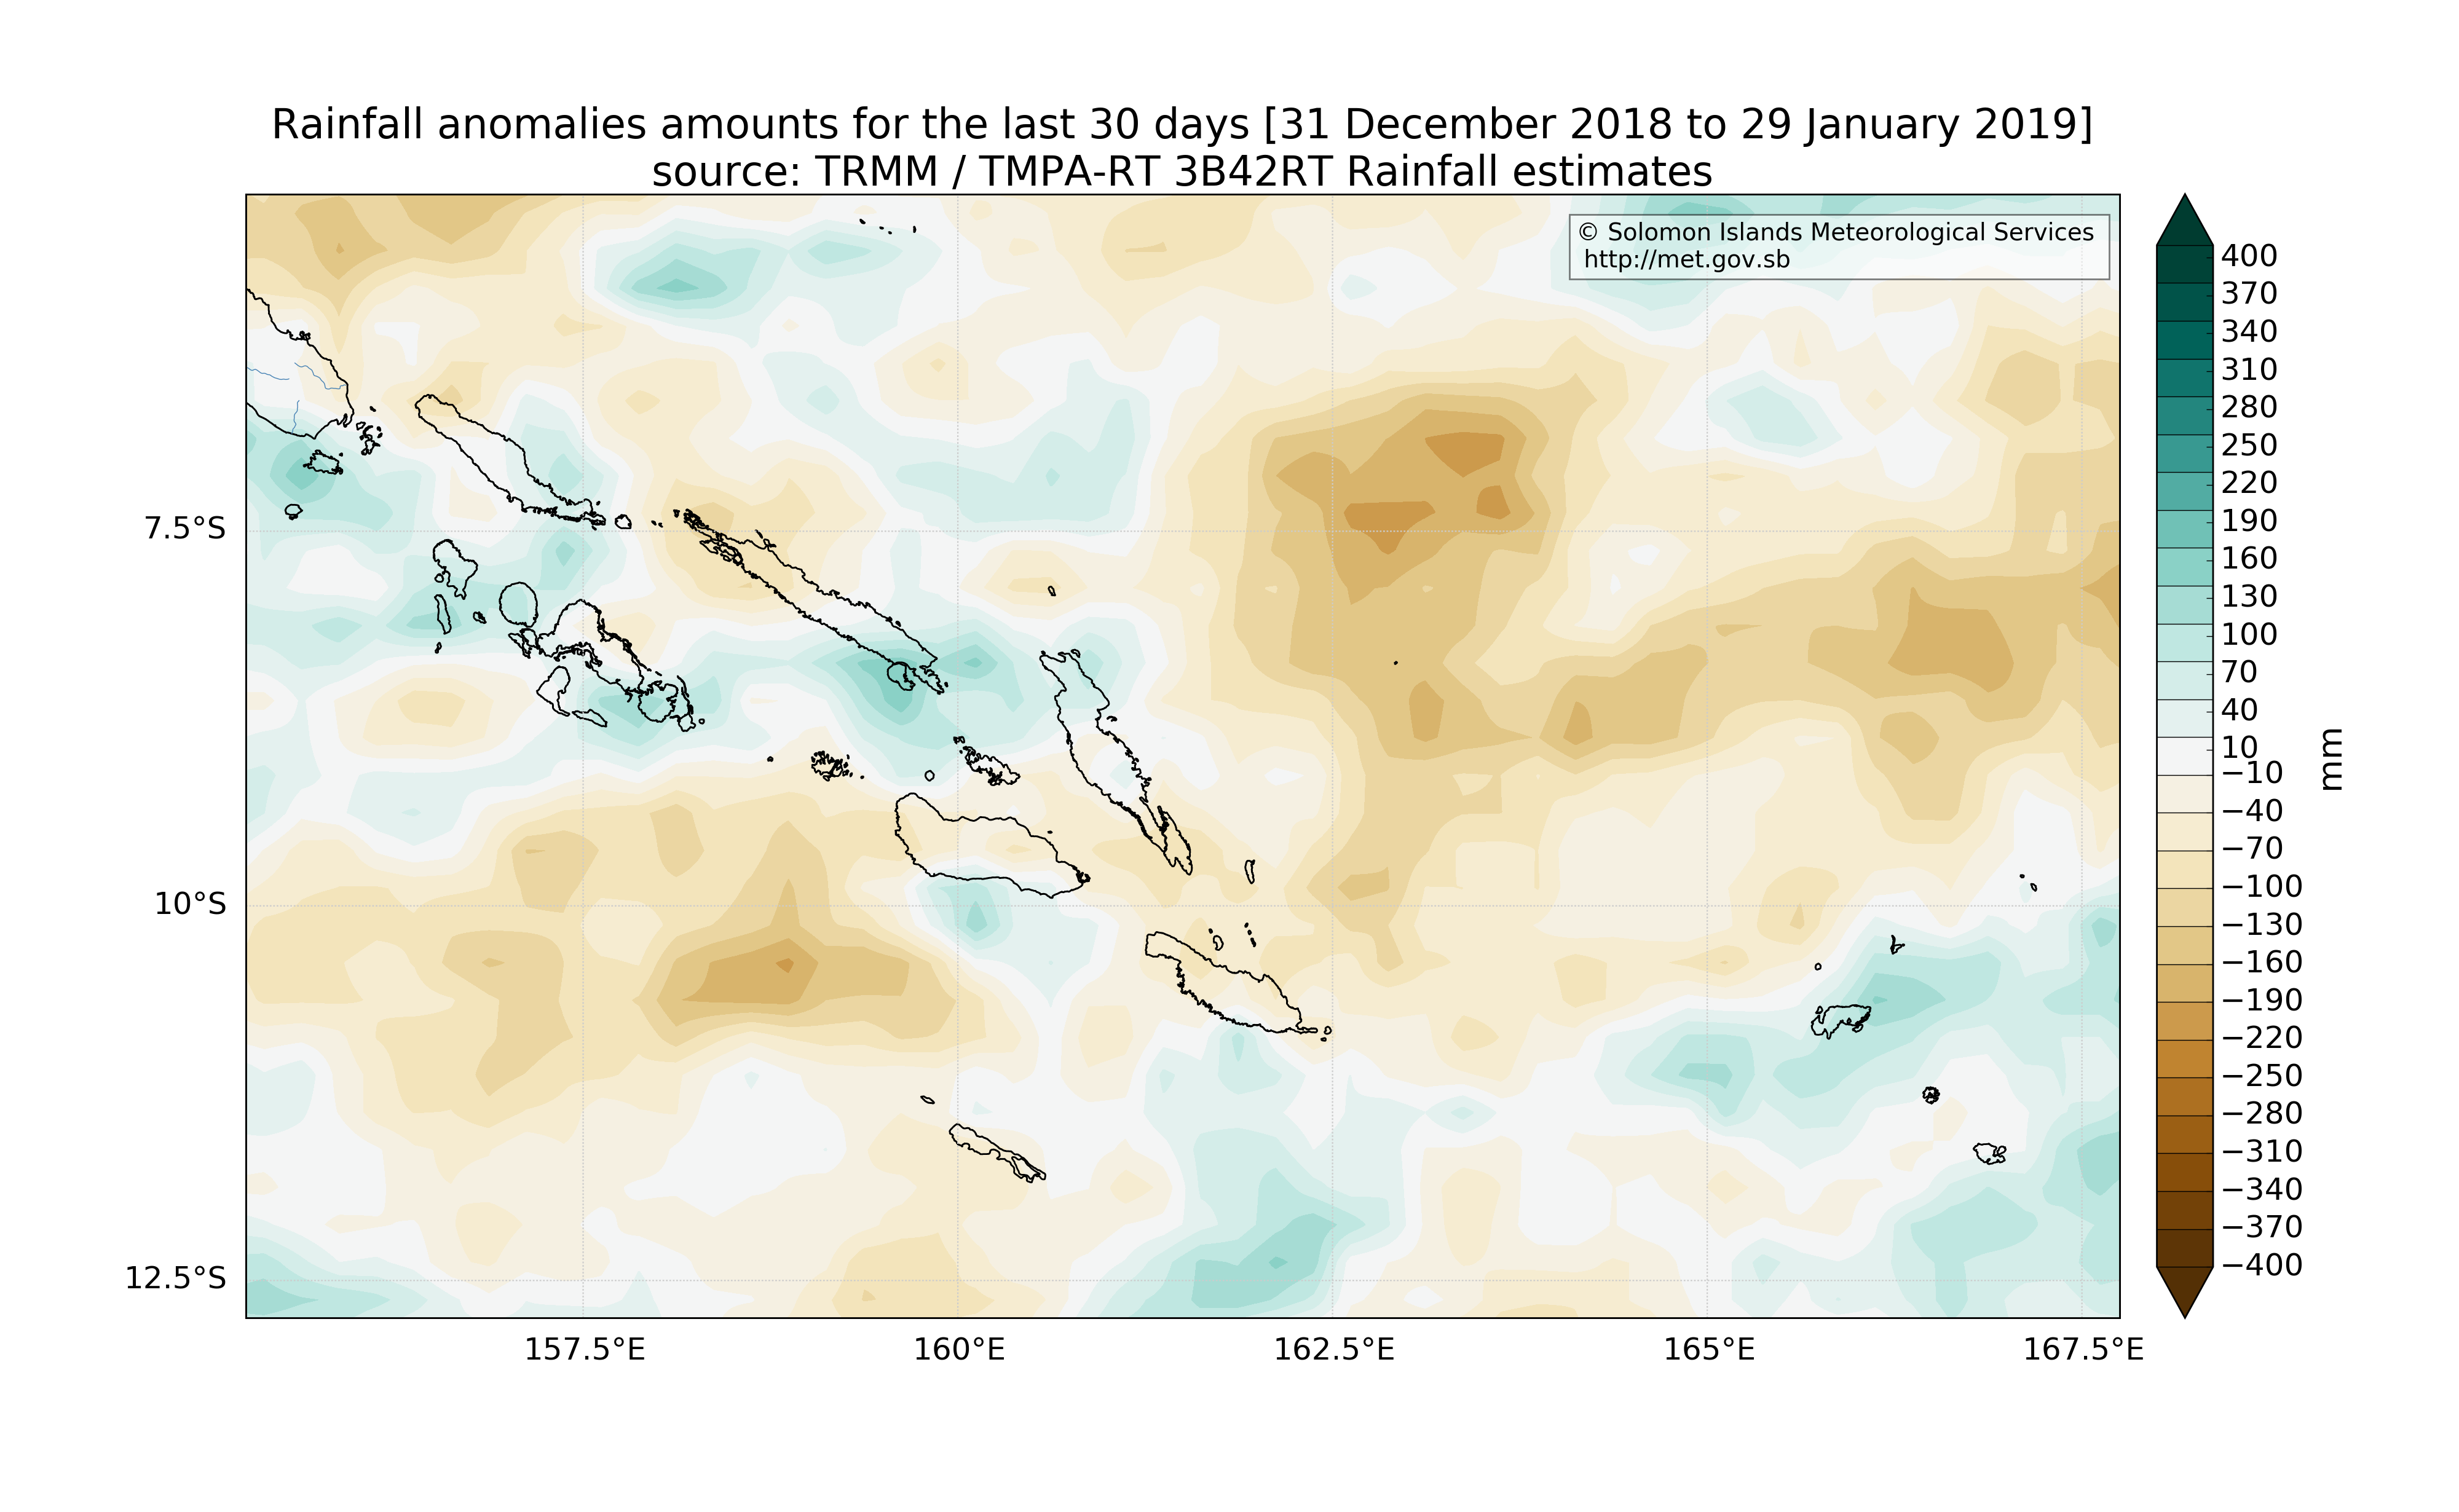 Rainfall anomalies amounts for the last 30 days [31 December 2018 to 29 January 2019]
source: TRMM / TMPA-RT 3B42RT Rainfall estimates
© Solomon Islands Meteorological Services
http://met.gov.sb
7.5°S
10°S
12.5°S
157.5°E
160°E
162.5°E
165°E
167.5°E
400
370
340
310
280
250
220
190
160
130
100
70
40
10
−10
−40
−70
−100
−130
−160
−190
−220
−250
−280
−310
−340
−370
−400
mm